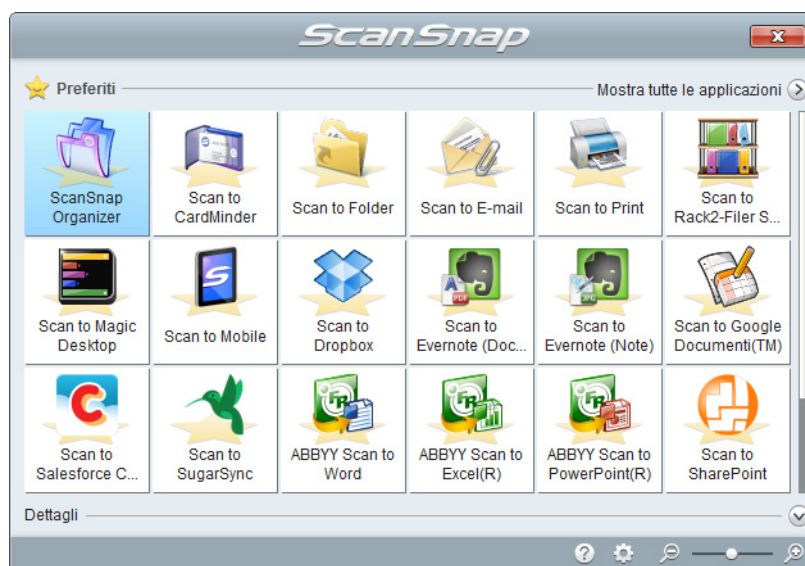 ScanSnap
Preferiti
Mostra tutte le applicazioni
ScanSnap
Organizer
Scan to
CardMinder
Scan to Folder
Scan to E-mail
Scan to Print
Scan to
Rack2-Filer S...
Scan to Magic
Desktop
Scan to Mobile
Scan to
Dropbox
Scan to
Evernote (Doc...
Scan to
Evernote (Note)
Scan to Google
Documenti(TM)
Scan to
Salesforce C...
Scan to
SugarSync
ABBYY Scan to
Word
ABBYY Scan to
Excel(R)
ABBYY Scan to
PowerPoint(R)
Scan to
SharePoint
Dettagli